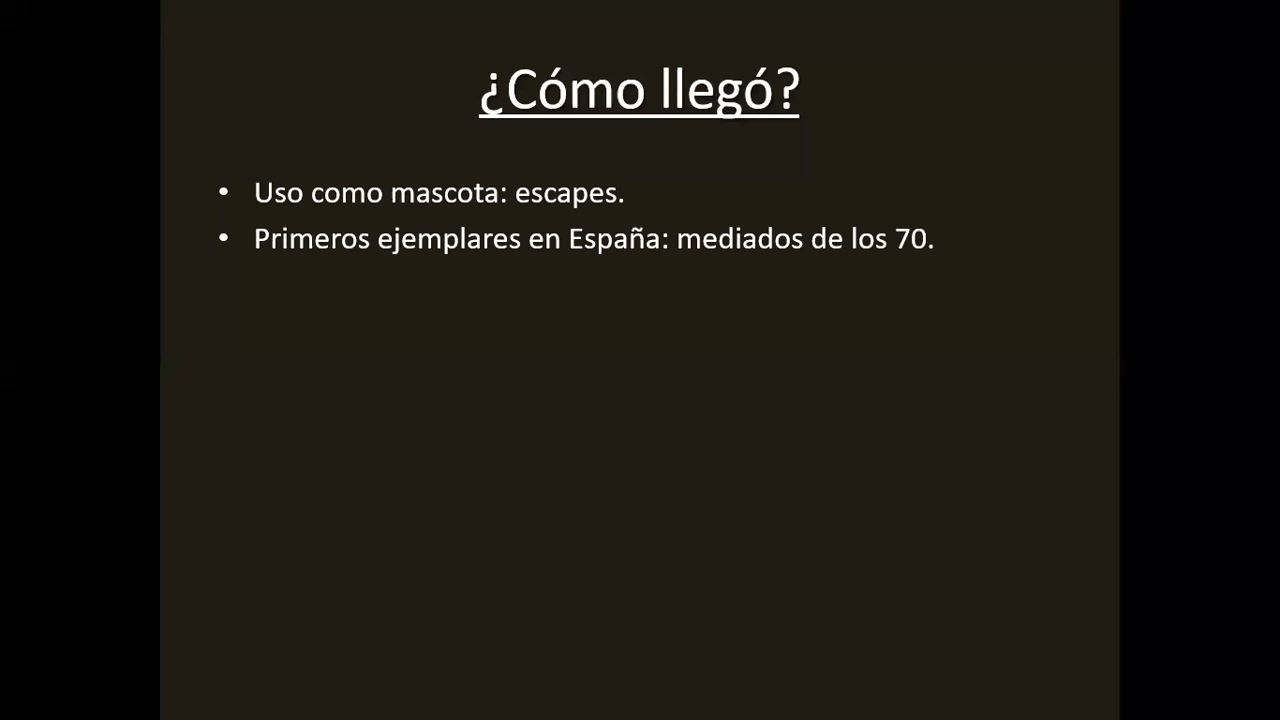 ¿Cómo llegó?
• Uso como mascota: escapes.
• Primeros ejemplares en España: mediados de los 70.